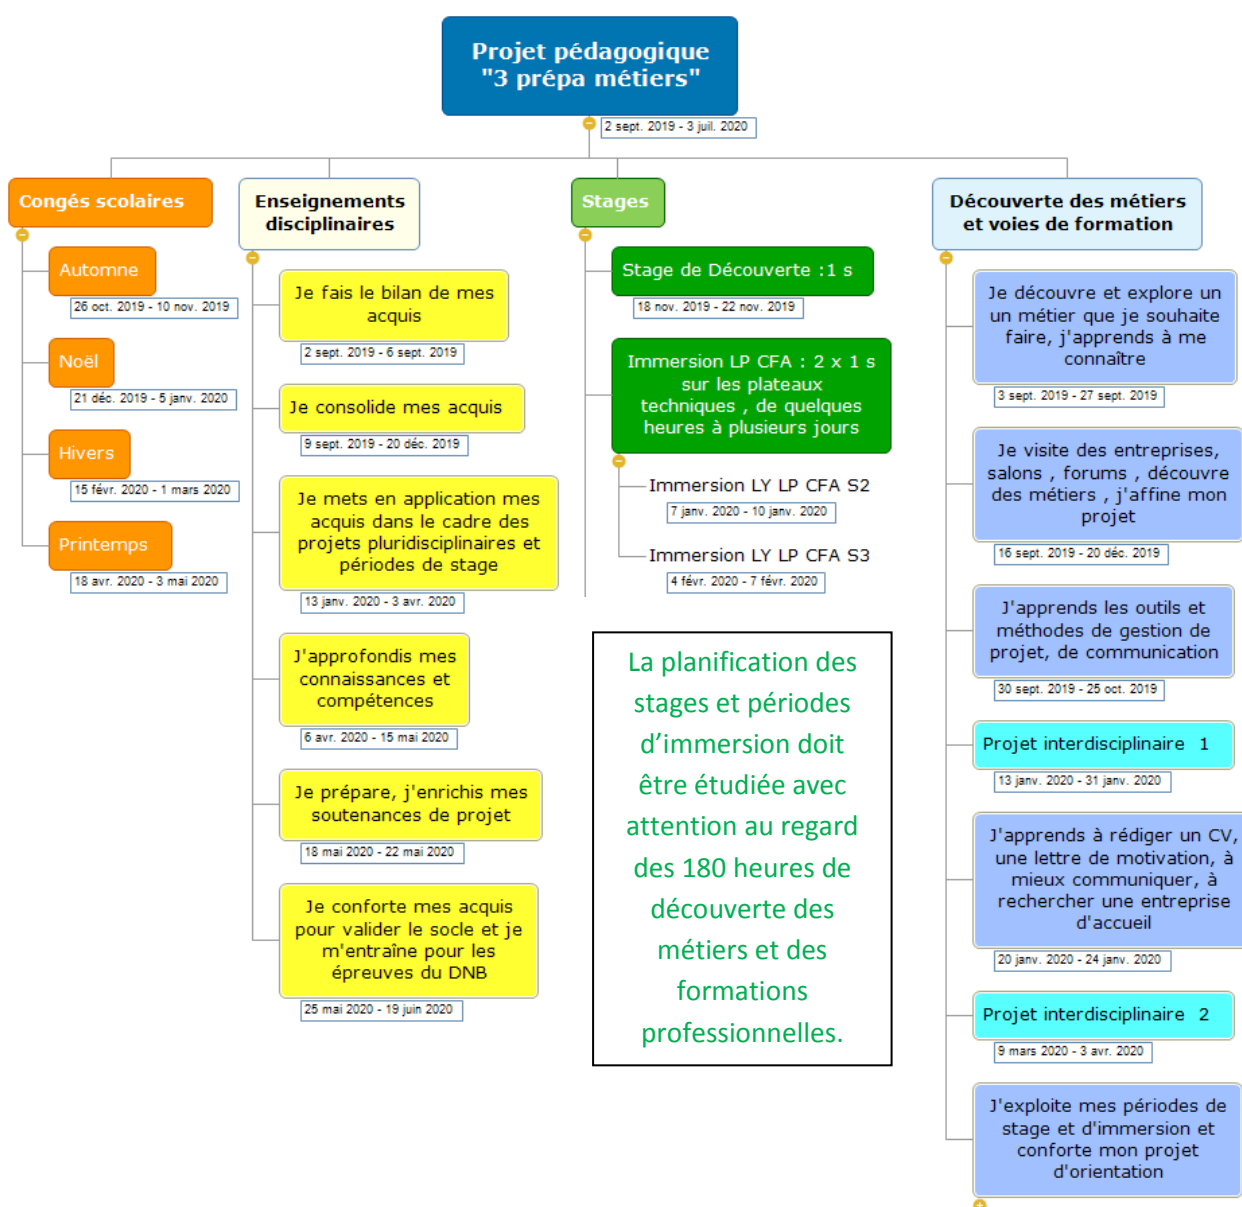 Projet pédagogique
"3 prépa métiers"
2 sept. 2019 - 3 juil. 2020
Congés scolaires
Automne
26 oct. 2019 - 10 nov. 2019
Noël
21 déc. 2019 - 5 janv. 2020
Hivers
15 févr. 2020 - 1 mars 2020
Printemps
18 avr. 2020 - 3 mai 2020
Enseignements
disciplinaires
Je fais le bilan de mes
acquis
2 sept. 2019 - 6 sept. 2019
Je consolide mes acquis
9 sept. 2019 - 20 déc. 2019
Je mets en application mes
acquis dans le cadre des
projets pluridisciplinaires et
périodes de stage
13 janv. 2020 - 3 avr. 2020
J'approfondis mes
connaissances et
compétences
6 avr. 2020 - 15 mai 2020
Je prépare, j'enrichis mes
soutenances de projet
18 mai 2020 - 22 mai 2020
Je conforte mes acquis
pour valider le socle et je
m'entraîne pour les
épreuves du DNB
25 mai 2020 - 19 juin 2020
Stages
Stage de Découverte :1 s
18 nov. 2019 - 22 nov. 2019
Immersion LP CFA : 2 x 1 s
sur les plateaux
techniques , de quelques
heures à plusieurs jours
Immersion LY LP CFA S2
7 janv. 2020 - 10 janv. 2020
Immersion LY LP CFA S3
4 févr. 2020 - 7 févr. 2020
La planification des
stages et périodes
d’immersion doit
être étudiée avec
attention au regard
des 180 heures de
découverte des
métiers et des
formations
professionnelles.
Découverte des métiers
et voies de formation
Je découvre et explore un
un métier que je souhaite
faire, j'apprends à me
connaître
3 sept. 2019 - 27 sept. 2019
Je visite des entreprises,
salons , forums , découvre
des métiers , j'affine mon
projet
16 sept. 2019 - 20 déc. 2019
J'apprends les outils et
méthodes de gestion de
projet, de communication
30 sept. 2019 - 25 oct. 2019
Projet interdisciplinaire 1
13 janv. 2020 - 31 janv. 2020
J'apprends à rédiger un CV,
une lettre de motivation, à
mieux communiquer, à
rechercher une entreprise
d'accueil
20 janv. 2020 - 24 janv. 2020
Projet interdisciplinaire 2
9 mars 2020 - 3 avr. 2020
J'exploite mes périodes de
stage et d'immersion et
conforte mon projet
d'orientation